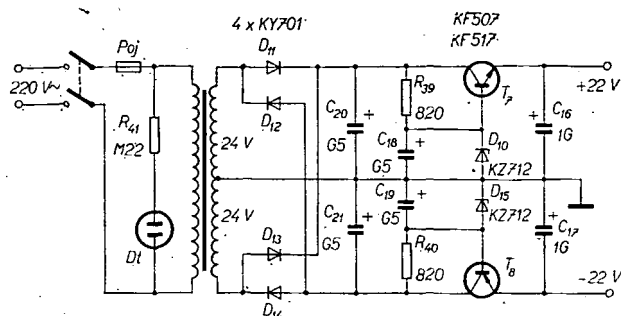 4 x KY701
KF507
KF517
Poj
D11
220 V~
R41
M22
D12
24 V
C20
+
G5
R39
820
C18
+
G5
T7
+22 V
D10
KZ712
C16
+
1G
Dt
24 V
C21
+
G5
C19
+
G5
D15
KZ712
D13
R40
820
T8
C17
+
1G
D14
-22 V